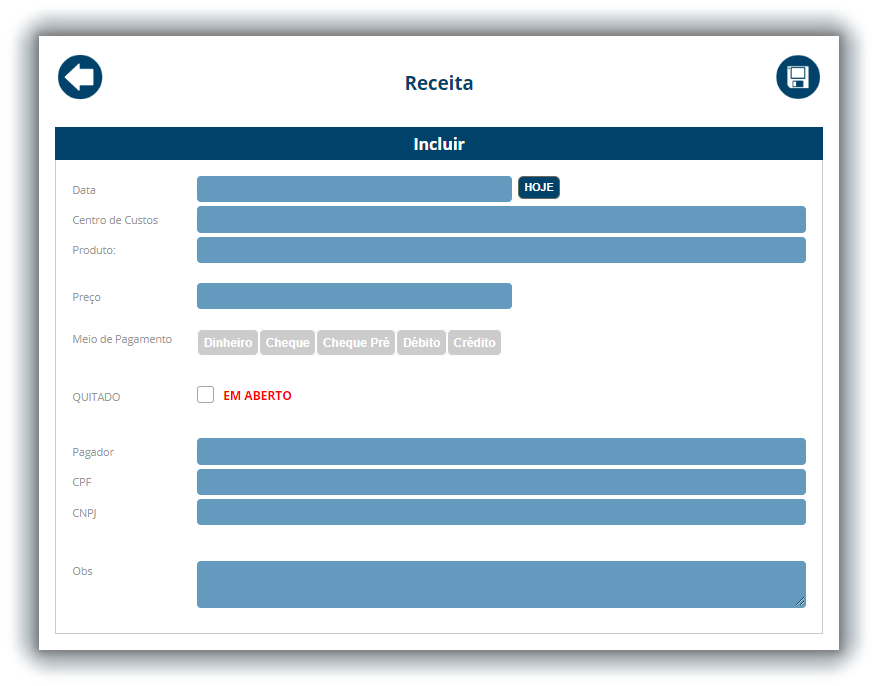 Receita
Incluir
Data HOJE
Centro de Custos
Produto:
Preço
Meio de Pagamento Dinheiro Cheque Cheque Pré Débito Crédito
QUITADO EM ABERTO
Pagador
CPF
CNPJ
Obs